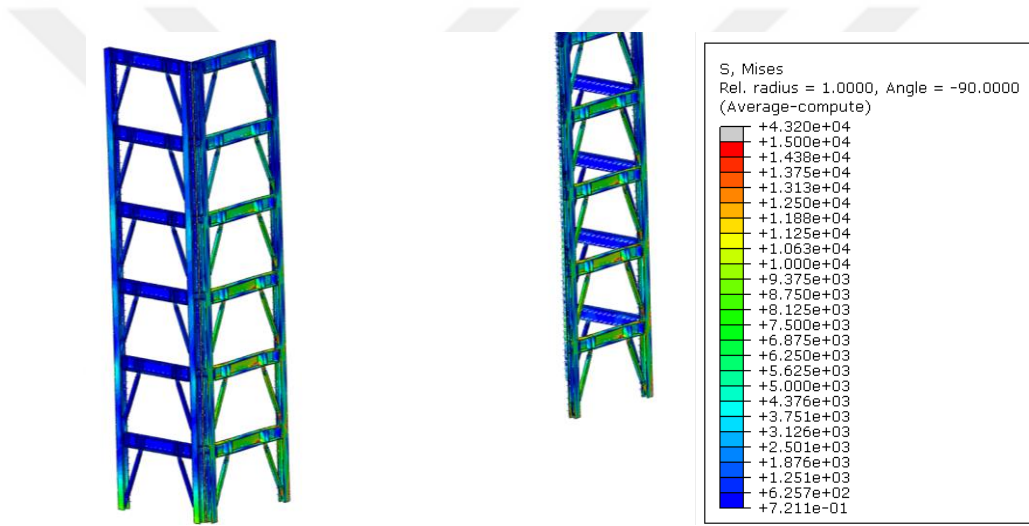 S, Mises
Rel. radius = 1.0000, Angle = -90.0000
(Average-compute)
+4.320e+04
+1.500e+04
+1.438e+04
+1.375e+04
+1.313e+04
+1.250e+04
+1.188e+04
+1.125e+04
+1.063e+04
+1.000e+04
+9.375e+03
+8.750e+03
+8.125e+03
+7.500e+03
+6.875e+03
+6.250e+03
+5.625e+03
+5.000e+03
+4.376e+03
+3.751e+03
+3.126e+03
+2.501e+03
+1.876e+03
+1.251e+03
+6.257e+02
+7.211e-01